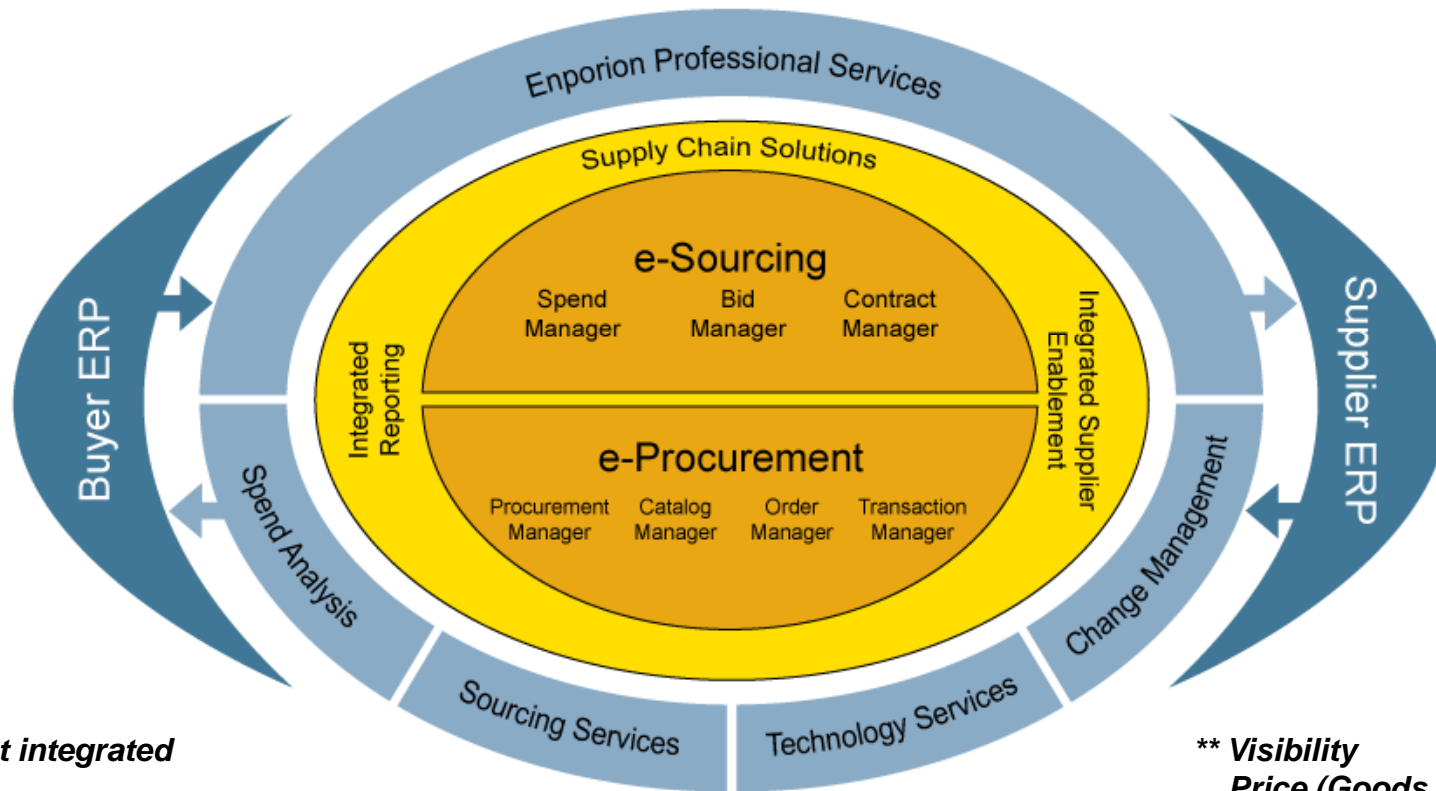 Enporion Professional Services
Supply Chain Solutions
e-Sourcing
Spend
Manager
Bid
Manager
Contract
Manager
Buyer ERP
Integrated
Reporting
Integrated Supplier
Enablement
Supplier ERP
e-Procurement
Procurement
Manager
Catalog
Manager
Order
Manager
Transaction
Manager
Spend Analysis
Sourcing Services
Technology Services
Change Management
integrated
** Visibility
Price (Goods